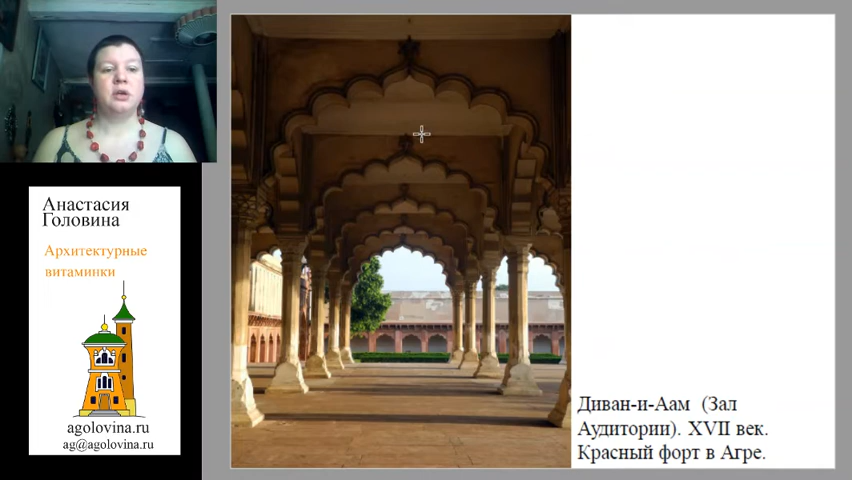 Анастасия
Головина
Архитектурные
витаминки
agolovina.ru
ag@agolovina.ru
Диван-и-Аам (Зал
Аудитории). XVII век.
Красный форт в Агре.